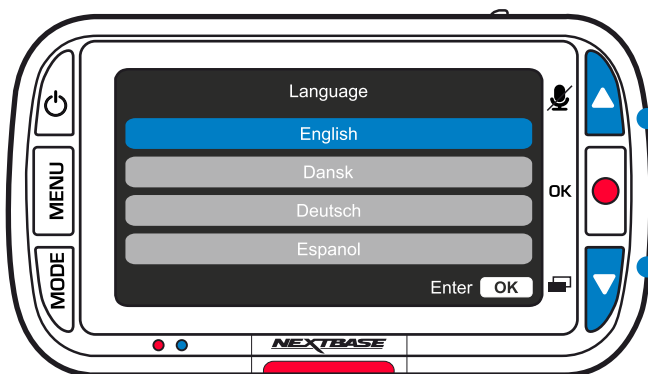 Language
English
Dansk
Deutsch
Espanol
Enter OK
MENU
MODE
OK
NEXTBASE